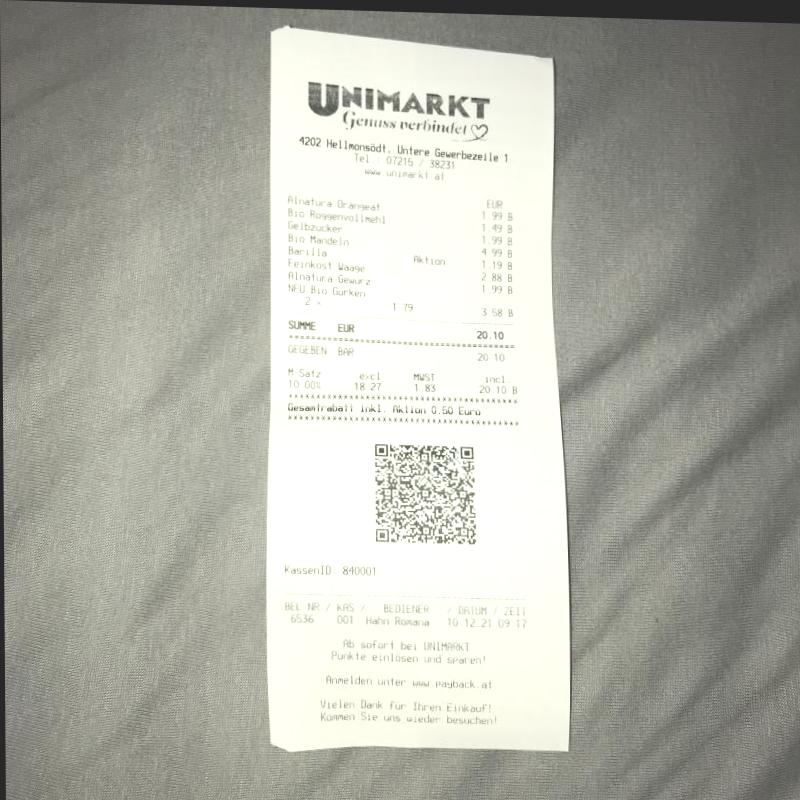 UNIMARKT
Genuss verbindet
4202 Hellmonsödt, Untere Gewerbezeile 1
Tel.: 07215 / 38231
www.unimarkt.at
EUR
Alnatura Orangeat 1.99 B
Bio Roggenvollmehl 1.49 B
Gelbzucker 1.99 B
Bio Mandeln 4.99 B
Barilla Aktion 1.19 B
Feinkost Waage 2.88 B
Alnatura Gewürz 1.99 B
NEU Bio Gurken
2 x 1.79 3.58 B
SUMME EUR 20.10
GEGEBEN BAR 20.10
M-Satz excl. MWST incl.
10.00% 18.27 1.83 20.10 B
Gesamtrabatt inkl. Aktion 0.50 Euro
KassenID: 840001
BEL NR / KAS / BEDIENER / DATUM / ZEIT
6536 001 Hahn Romana 10.12.21 09.17
Ab sofort bei UNIMARKT
Punkte einlösen und sparen!
Anmelden unter www.payback.at
Vielen Dank für Ihren Einkauf!
Kommen Sie uns wieder besuchen!